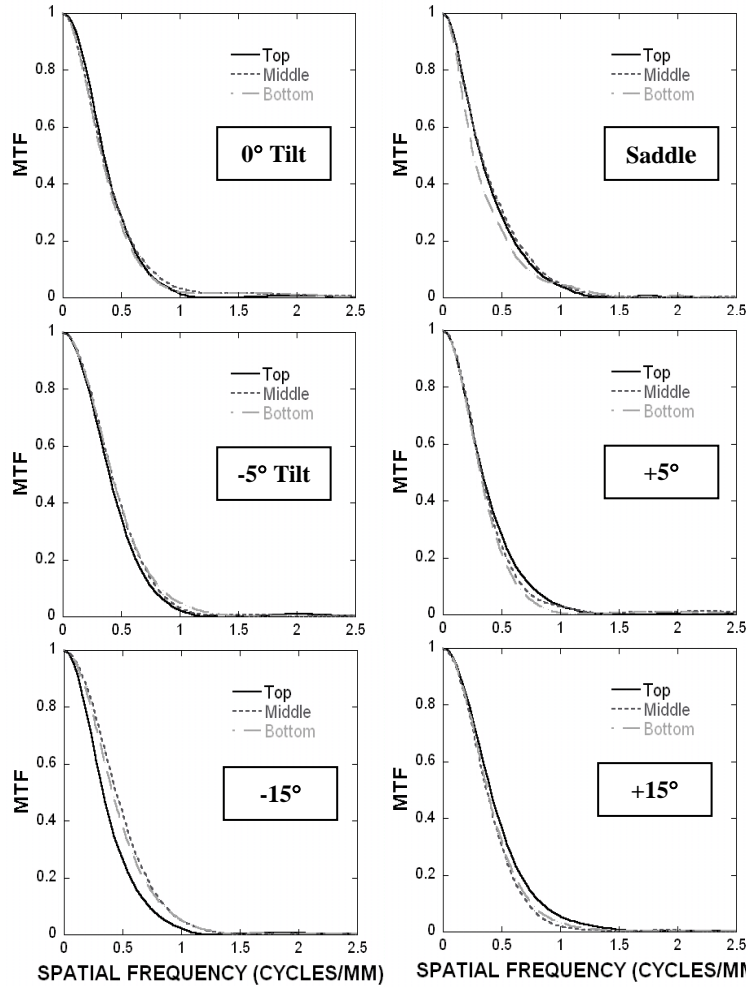 1
0.8
0.6
0.4
0.2
0
0 0.5 1 1.5 2 2.5
MTF
Top
Middle
Bottom
0° Tilt
1
0.8
0.6
0.4
0.2
0
0 0.5 1 1.5 2 2.5
MTF
Top
Middle
Bottom
Saddle
1
0.8
0.6
0.4
0.2
0
0 0.5 1 1.5 2 2.5
MTF
Top
Middle
Bottom
-5° Tilt
1
0.8
0.6
0.4
0.2
0
0 0.5 1 1.5 2 2.5
MTF
Top
Middle
Bottom
+5°
1
0.8
0.6
0.4
0.2
0
0 0.5 1 1.5 2 2.5
MTF
Top
Middle
Bottom
-15°
SPATIAL FREQUENCY (CYCLES/MM)
1
0.8
0.6
0.4
0.2
0
0 0.5 1 1.5 2 2.5
MTF
Top
Middle
Bottom
+15°
SPATIAL FREQUENCY (CYCLES/MM